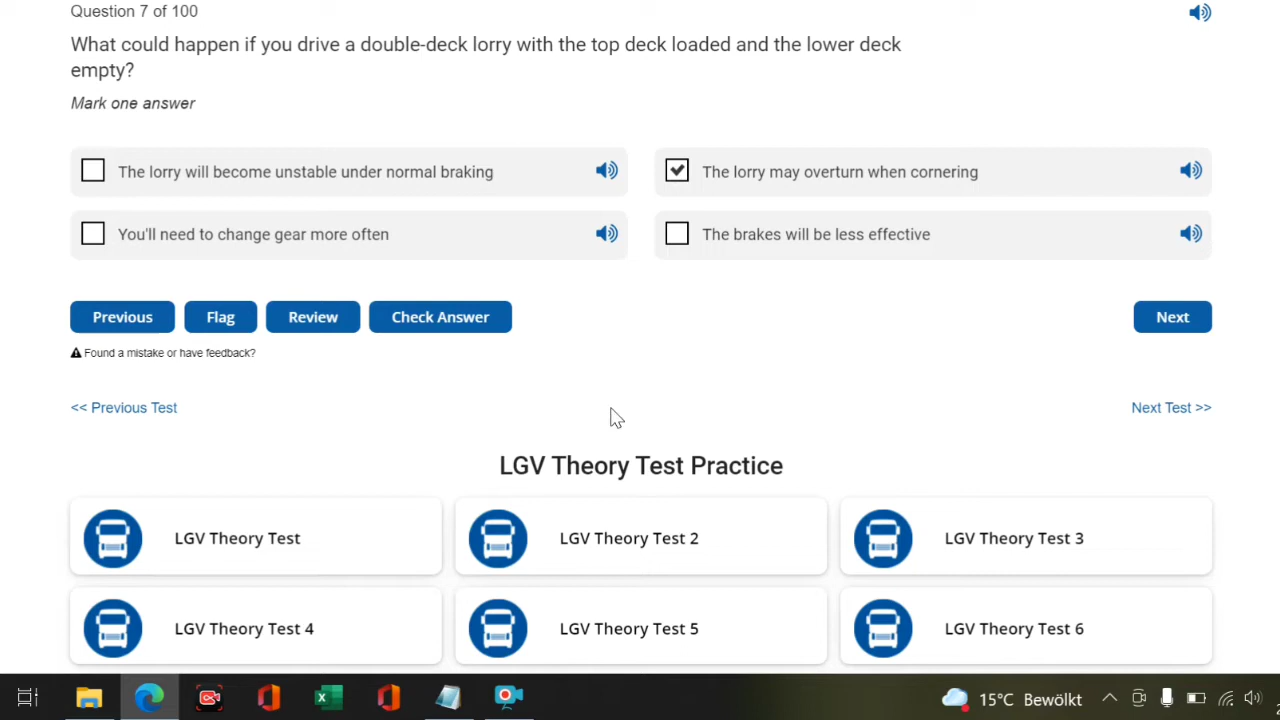 Question 7 of 100
What could happen if you drive a double-deck lorry with the top deck loaded and the lower deck
empty?
Mark one answer
The lorry will become unstable under normal braking
The lorry may overturn when cornering
You'll need to change gear more often
The brakes will be less effective
Previous
Flag
Review
Check Answer
Next
Found a mistake or have feedback?
<< Previous Test
Next Test >>
LGV Theory Test Practice
LGV Theory Test
LGV Theory Test 2
LGV Theory Test 3
LGV Theory Test 4
LGV Theory Test 5
LGV Theory Test 6
15°C Bewölkt